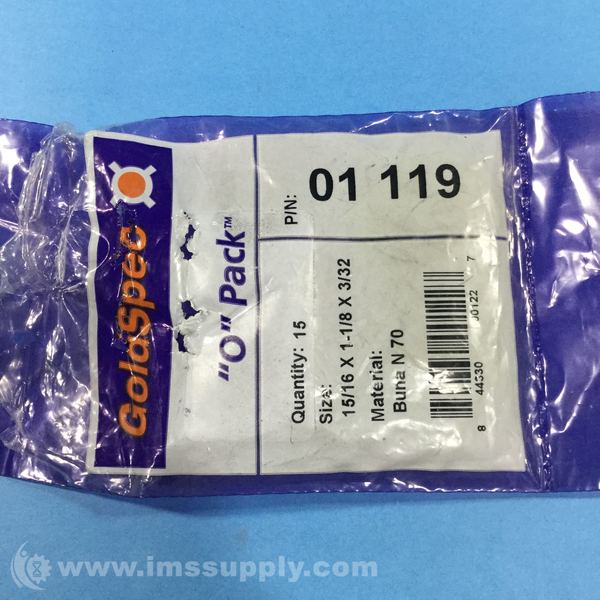 GoldSpec
"O" Pack™
P/N: 01 119
Quantity: 15
Size:
15/16 X 1-1/8 X 3/32
Material:
Buna N 70
8 44330 00122 7
www.imssupply.com